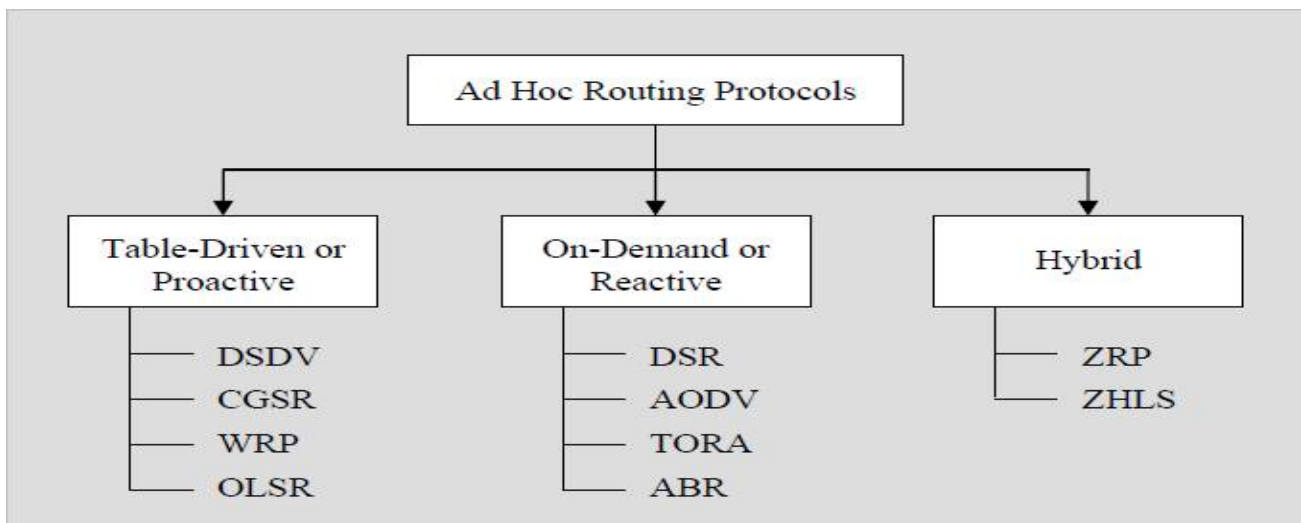 Ad Hoc Routing Protocols
Table-Driven or
Proactive
DSDV
CGSR
WRP
OLSR
On-Demand or
Reactive
DSR
AODV
TORA
ABR
Hybrid
ZRP
ZHLS